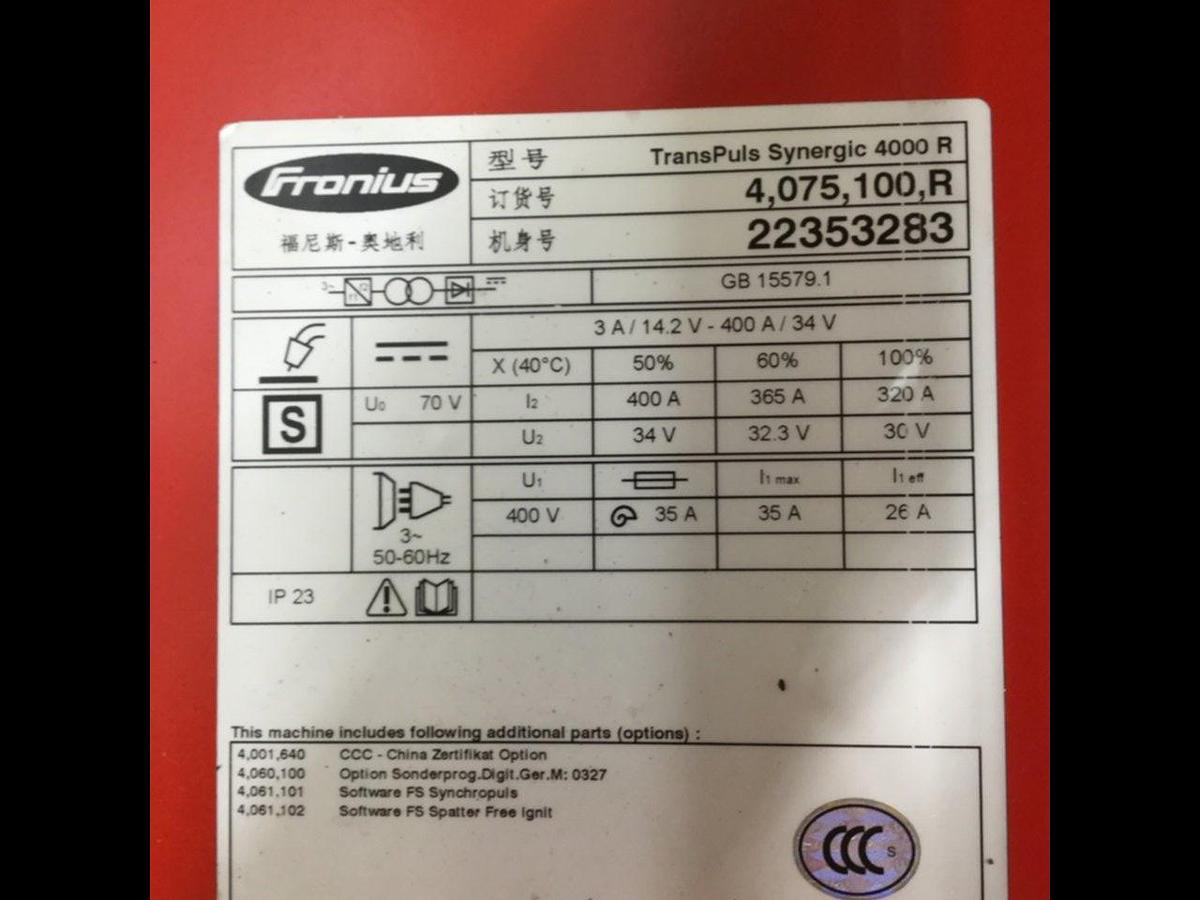 Fronius
福尼斯-奥地利
型号 TransPuls Synergic 4000 R
订货号 4,075,100,R
机身号 22353283
3~ f1 f2 GB 15579.1
3 A / 14.2 V - 400 A / 34 V
X (40°C) 50% 60% 100%
S U0 70 V I2 400 A 365 A 320 A
U2 34 V 32.3 V 30 V
U1 I1 max I1 eff
400 V 35 A 35 A 26 A
3~
50-60Hz
IP 23
This machine includes following additional parts (options) :
4,001,640 CCC - China Zertifikat Option
4,060,100 Option Sonderprog.Digit.Ger.M: 0327
4,061,101 Software FS Synchropuls
4,061,102 Software FS Spatter Free Ignit
CCC S